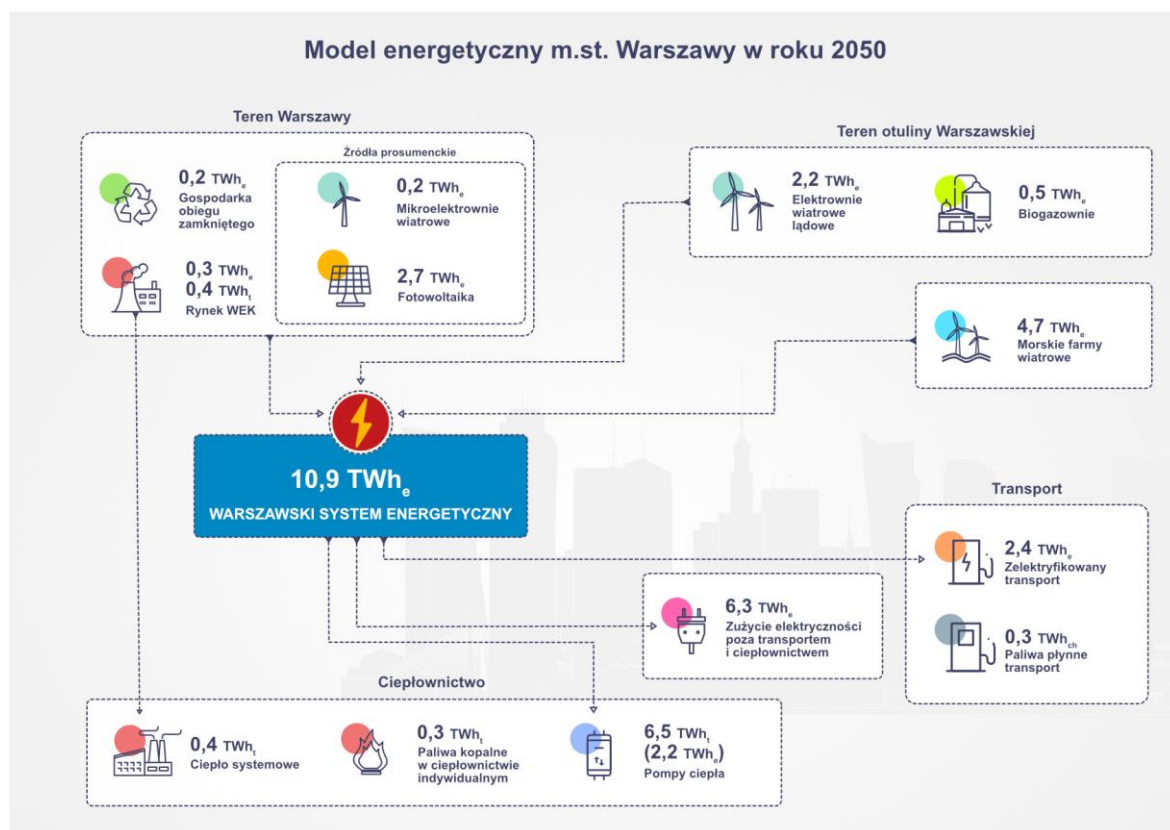 Model energetyczny m.st. Warszawy w roku 2050
Teren Warszawy
0,2 TWhₑ
Gospodarka
obiegu
zamkniętego
0,3 TWhₑ
0,4 TWhₜ
Rynek WEK
Źródła prosumenckie
0,2 TWhₑ
Mikroelektrownie
wiatrowe
2,7 TWhₑ
Fotowoltaika
Teren otuliny Warszawskiej
2,2 TWhₑ
Elektrownie
wiatrowe
lądowe
0,5 TWhₑ
Biogazownie
4,7 TWhₑ
Morskie farmy
wiatrowe
10,9 TWhₑ
WARSZAWSKI SYSTEM ENERGETYCZNY
Transport
2,4 TWhₑ
Zelektryfikowany
transport
0,3 TWh_ch
Paliwa płynne
transport
6,3 TWhₑ
Zużycie elektryczności
poza transportem
i ciepłownictwem
Ciepłownictwo
0,4 TWhₜ
Ciepło systemowe
0,3 TWhₜ
Paliwa kopalne
w ciepłownictwie
indywidualnym
6,5 TWhₜ
(2,2 TWhₑ)
Pompy ciepła